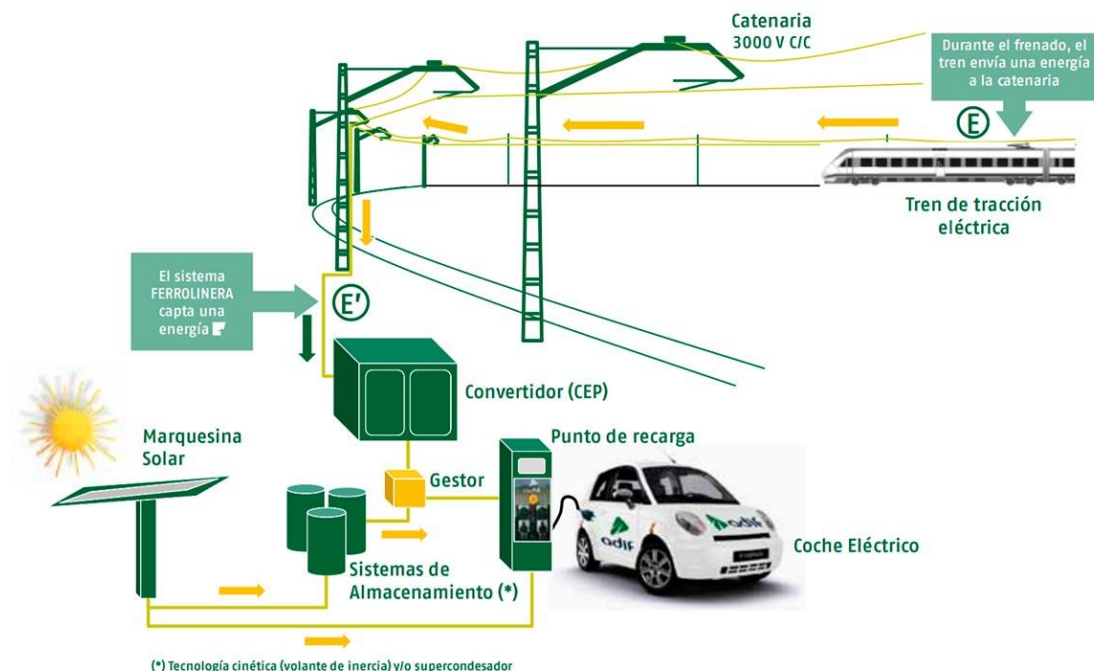 Catenaria
3000 V C/C
Durante el frenado, el
tren envía una energía
a la catenaria
E
Tren de tracción
eléctrica
El sistema
FERROLINERA
capta una
energía
E'
Convertidor (CEP)
Marquesina
Solar
Gestor
Punto de recarga
adif
adif
Coche Eléctrico
Sistemas de
Almacenamiento (*)
(*) Tecnología cinética (volante de inercia) y/o supercondesador